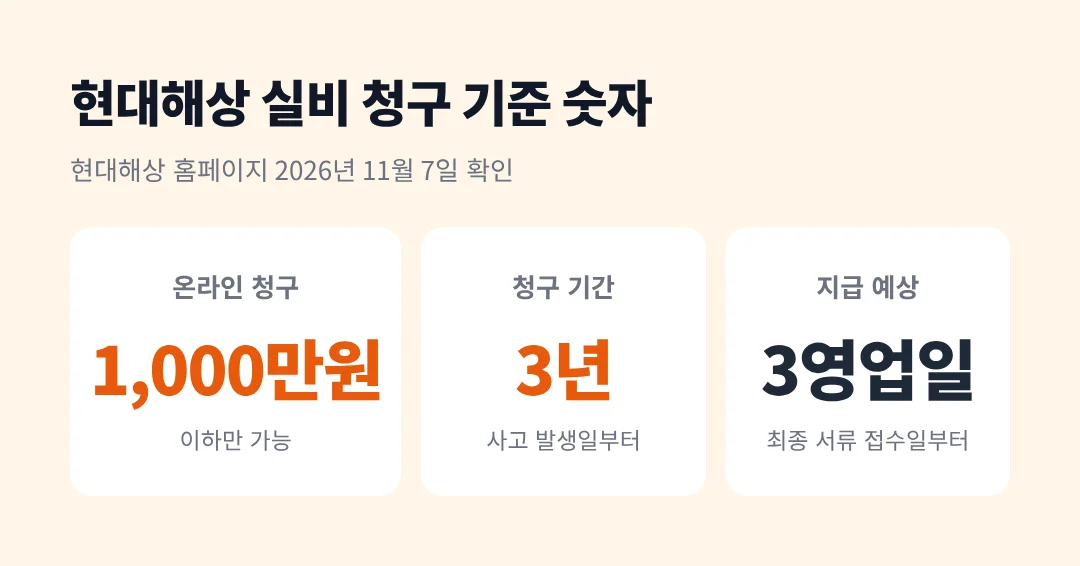 현대해상 실비 청구 기준 숫자
현대해상 홈페이지 2026년 11월 7일 확인
온라인 청구
1,000만원
이하만 가능
청구 기간
3년
사고 발생일부터
지급 예상
3영업일
최종 서류 접수일부터